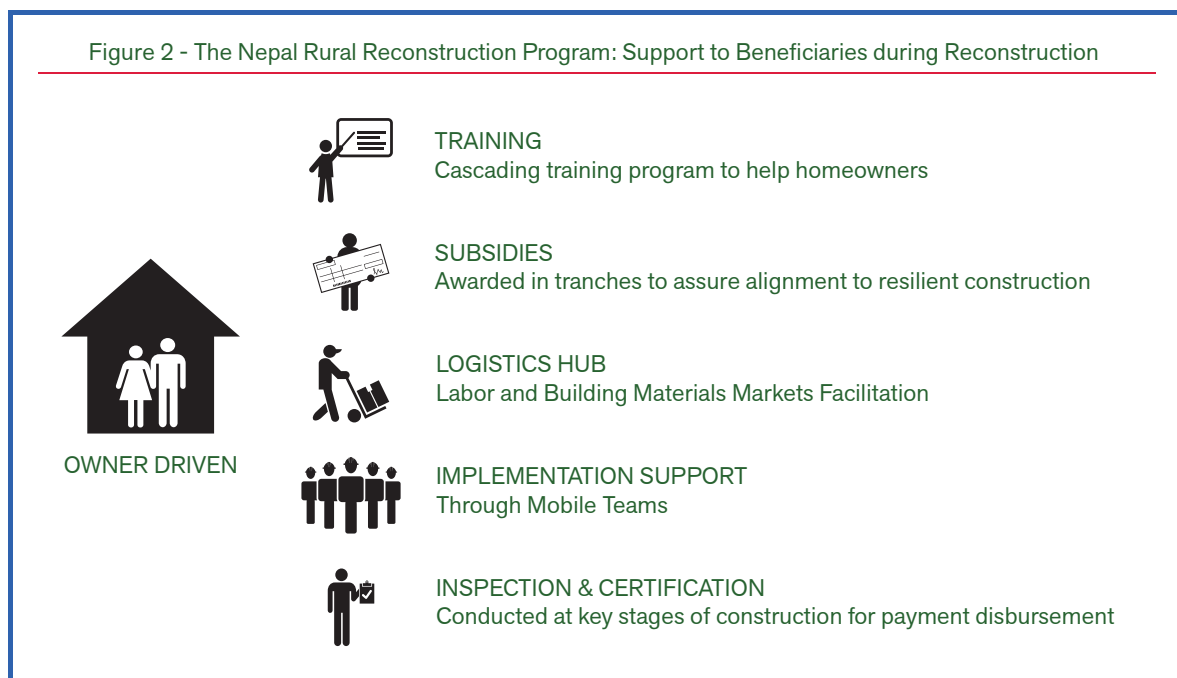 Figure 2 - The Nepal Rural Reconstruction Program: Support to Beneficiaries during Reconstruction
TRAINING
Cascading training program to help homeowners
SUBSIDIES
Awarded in tranches to assure alignment to resilient construction
LOGISTICS HUB
Labor and Building Materials Markets Facilitation
OWNER DRIVEN
IMPLEMENTATION SUPPORT
Through Mobile Teams
INSPECTION & CERTIFICATION
Conducted at key stages of construction for payment disbursement